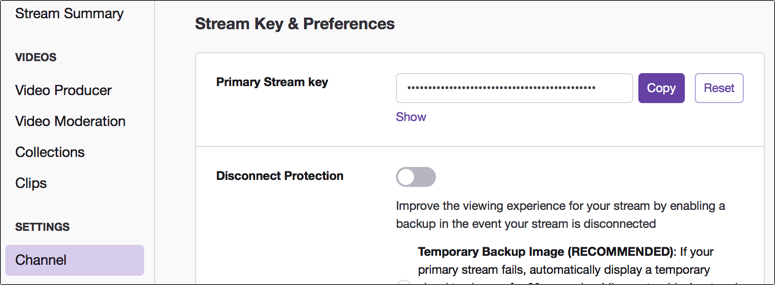 Stream Summary
VIDEOS
Video Producer
Video Moderation
Collections
Clips
SETTINGS
Channel
Stream Key & Preferences
Primary Stream key
•••••••••••••••••••••••••••••••••••••••••••••
Copy
Reset
Show
Disconnect Protection
Improve the viewing experience for your stream by enabling a
backup in the event your stream is disconnected
Temporary Backup Image (RECOMMENDED): If your
primary stream fails, automatically display a temporary